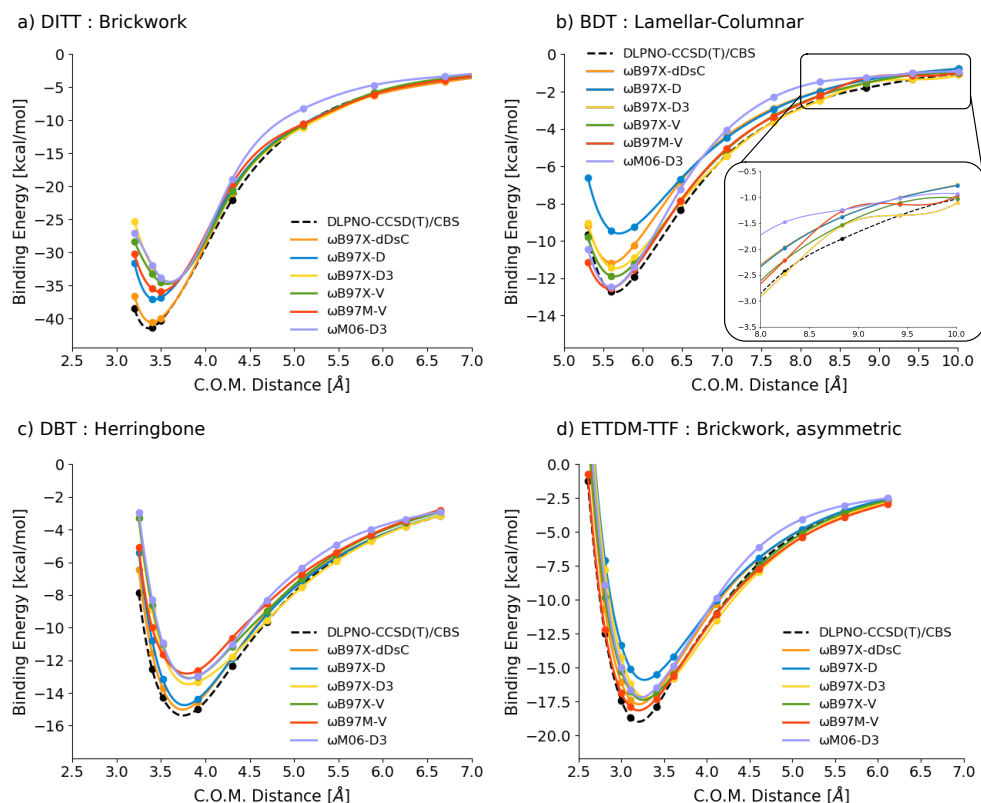 a) DITT : Brickwork
0
−5
−10
−15
−20
−25
−30
−35
−40
Binding Energy [kcal/mol]
DLPNO-CCSD(T)/CBS
ωB97X-dDsC
ωB97X-D
ωB97X-D3
ωB97X-V
ωB97M-V
ωM06-D3
2.5 3.0 3.5 4.0 4.5 5.0 5.5 6.0 6.5 7.0
C.O.M. Distance [Å]
b) BDT : Lamellar-Columnar
0
−2
−4
−6
−8
−10
−12
−14
Binding Energy [kcal/mol]
DLPNO-CCSD(T)/CBS
ωB97X-dDsC
ωB97X-D
ωB97X-D3
ωB97X-V
ωB97M-V
ωM06-D3
−0.5
−1.0
−1.5
−2.0
−2.5
−3.0
−3.5
8.0 8.5 9.0 9.5 10.0
5.0 5.5 6.0 6.5 7.0 7.5 8.0 8.5 9.0 9.5 10.0
C.O.M. Distance [Å]
c) DBT : Herringbone
0
−2
−4
−6
−8
−10
−12
−14
−16
Binding Energy [kcal/mol]
DLPNO-CCSD(T)/CBS
ωB97X-dDsC
ωB97X-D
ωB97X-D3
ωB97X-V
ωB97M-V
ωM06-D3
2.5 3.0 3.5 4.0 4.5 5.0 5.5 6.0 6.5 7.0
C.O.M. Distance [Å]
d) ETTDM-TTF : Brickwork, asymmetric
0.0
−2.5
−5.0
−7.5
−10.0
−12.5
−15.0
−17.5
−20.0
Binding Energy [kcal/mol]
DLPNO-CCSD(T)/CBS
ωB97X-dDsC
ωB97X-D
ωB97X-D3
ωB97X-V
ωB97M-V
ωM06-D3
2.5 3.0 3.5 4.0 4.5 5.0 5.5 6.0 6.5 7.0
C.O.M. Distance [Å]